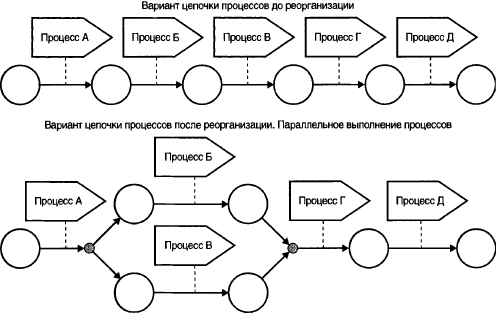 Вариант цепочки процессов до реорганизации
Процесс А
Процесс Б
Процесс В
Процесс Г
Процесс Д
Вариант цепочки процессов после реорганизации. Параллельное выполнение процессов
Процесс Б
Процесс А
Процесс Г
Процесс Д
Процесс В